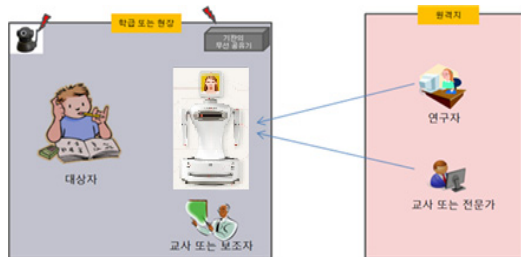 학급 또는 현장
기관의
무선 공유기
대상자
교사 또는 보조자
원격지
연구자
교사 또는 전문가